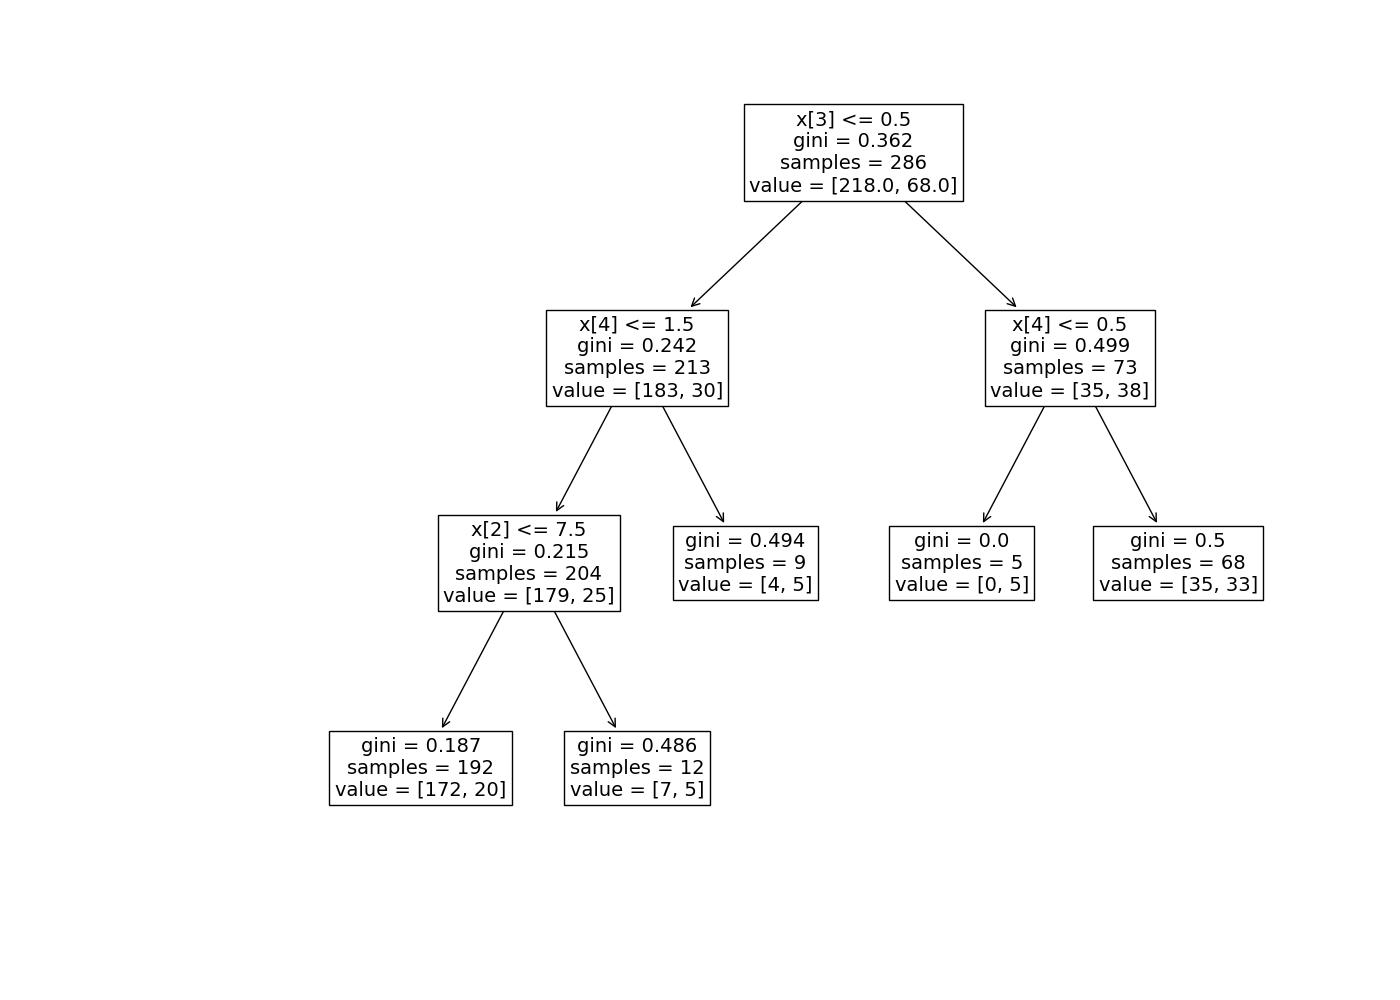 x[3] <= 0.5
gini = 0.362
samples = 286
value = [218.0, 68.0]
x[4] <= 1.5
gini = 0.242
samples = 213
value = [183, 30]
x[4] <= 0.5
gini = 0.499
samples = 73
value = [35, 38]
x[2] <= 7.5
gini = 0.215
samples = 204
value = [179, 25]
gini = 0.494
samples = 9
value = [4, 5]
gini = 0.0
samples = 5
value = [0, 5]
gini = 0.5
samples = 68
value = [35, 33]
gini = 0.187
samples = 192
value = [172, 20]
gini = 0.486
samples = 12
value = [7, 5]